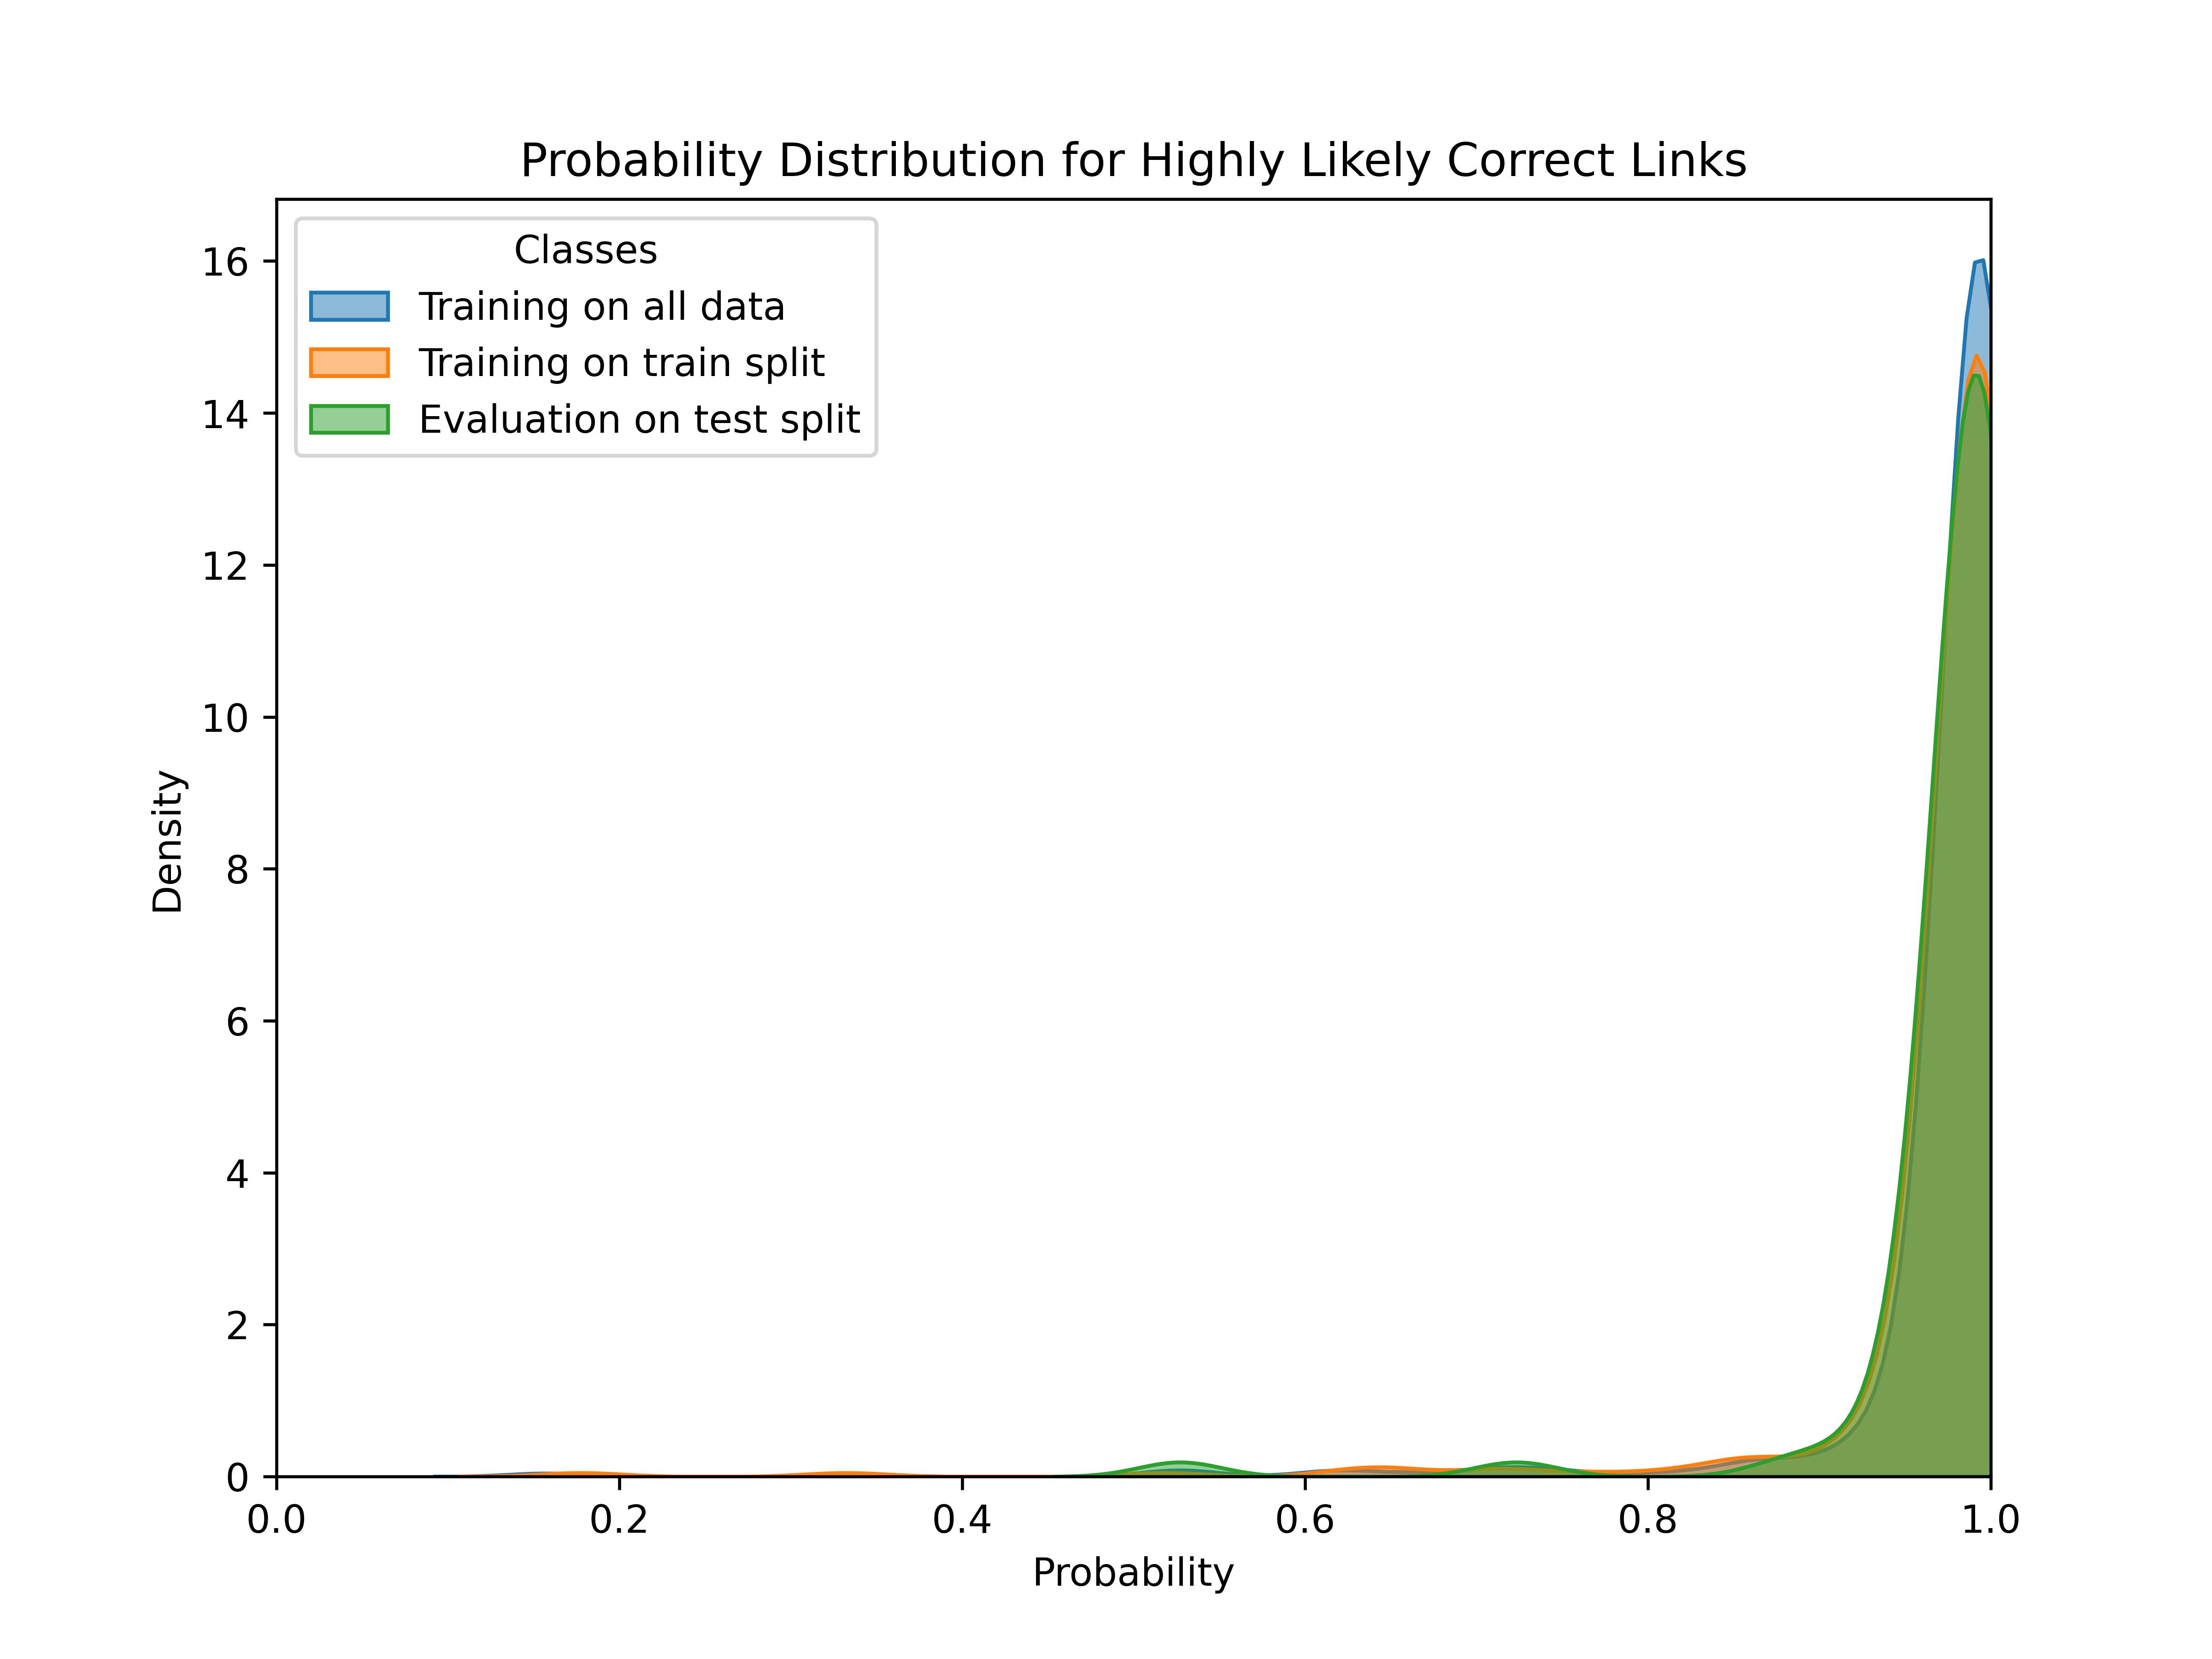 Probability Distribution for Highly Likely Correct Links
Classes
Training on all data
Training on train split
Evaluation on test split
16
14
12
10
8
6
4
2
0
Density
0.0
0.2
0.4
0.6
0.8
1.0
Probability